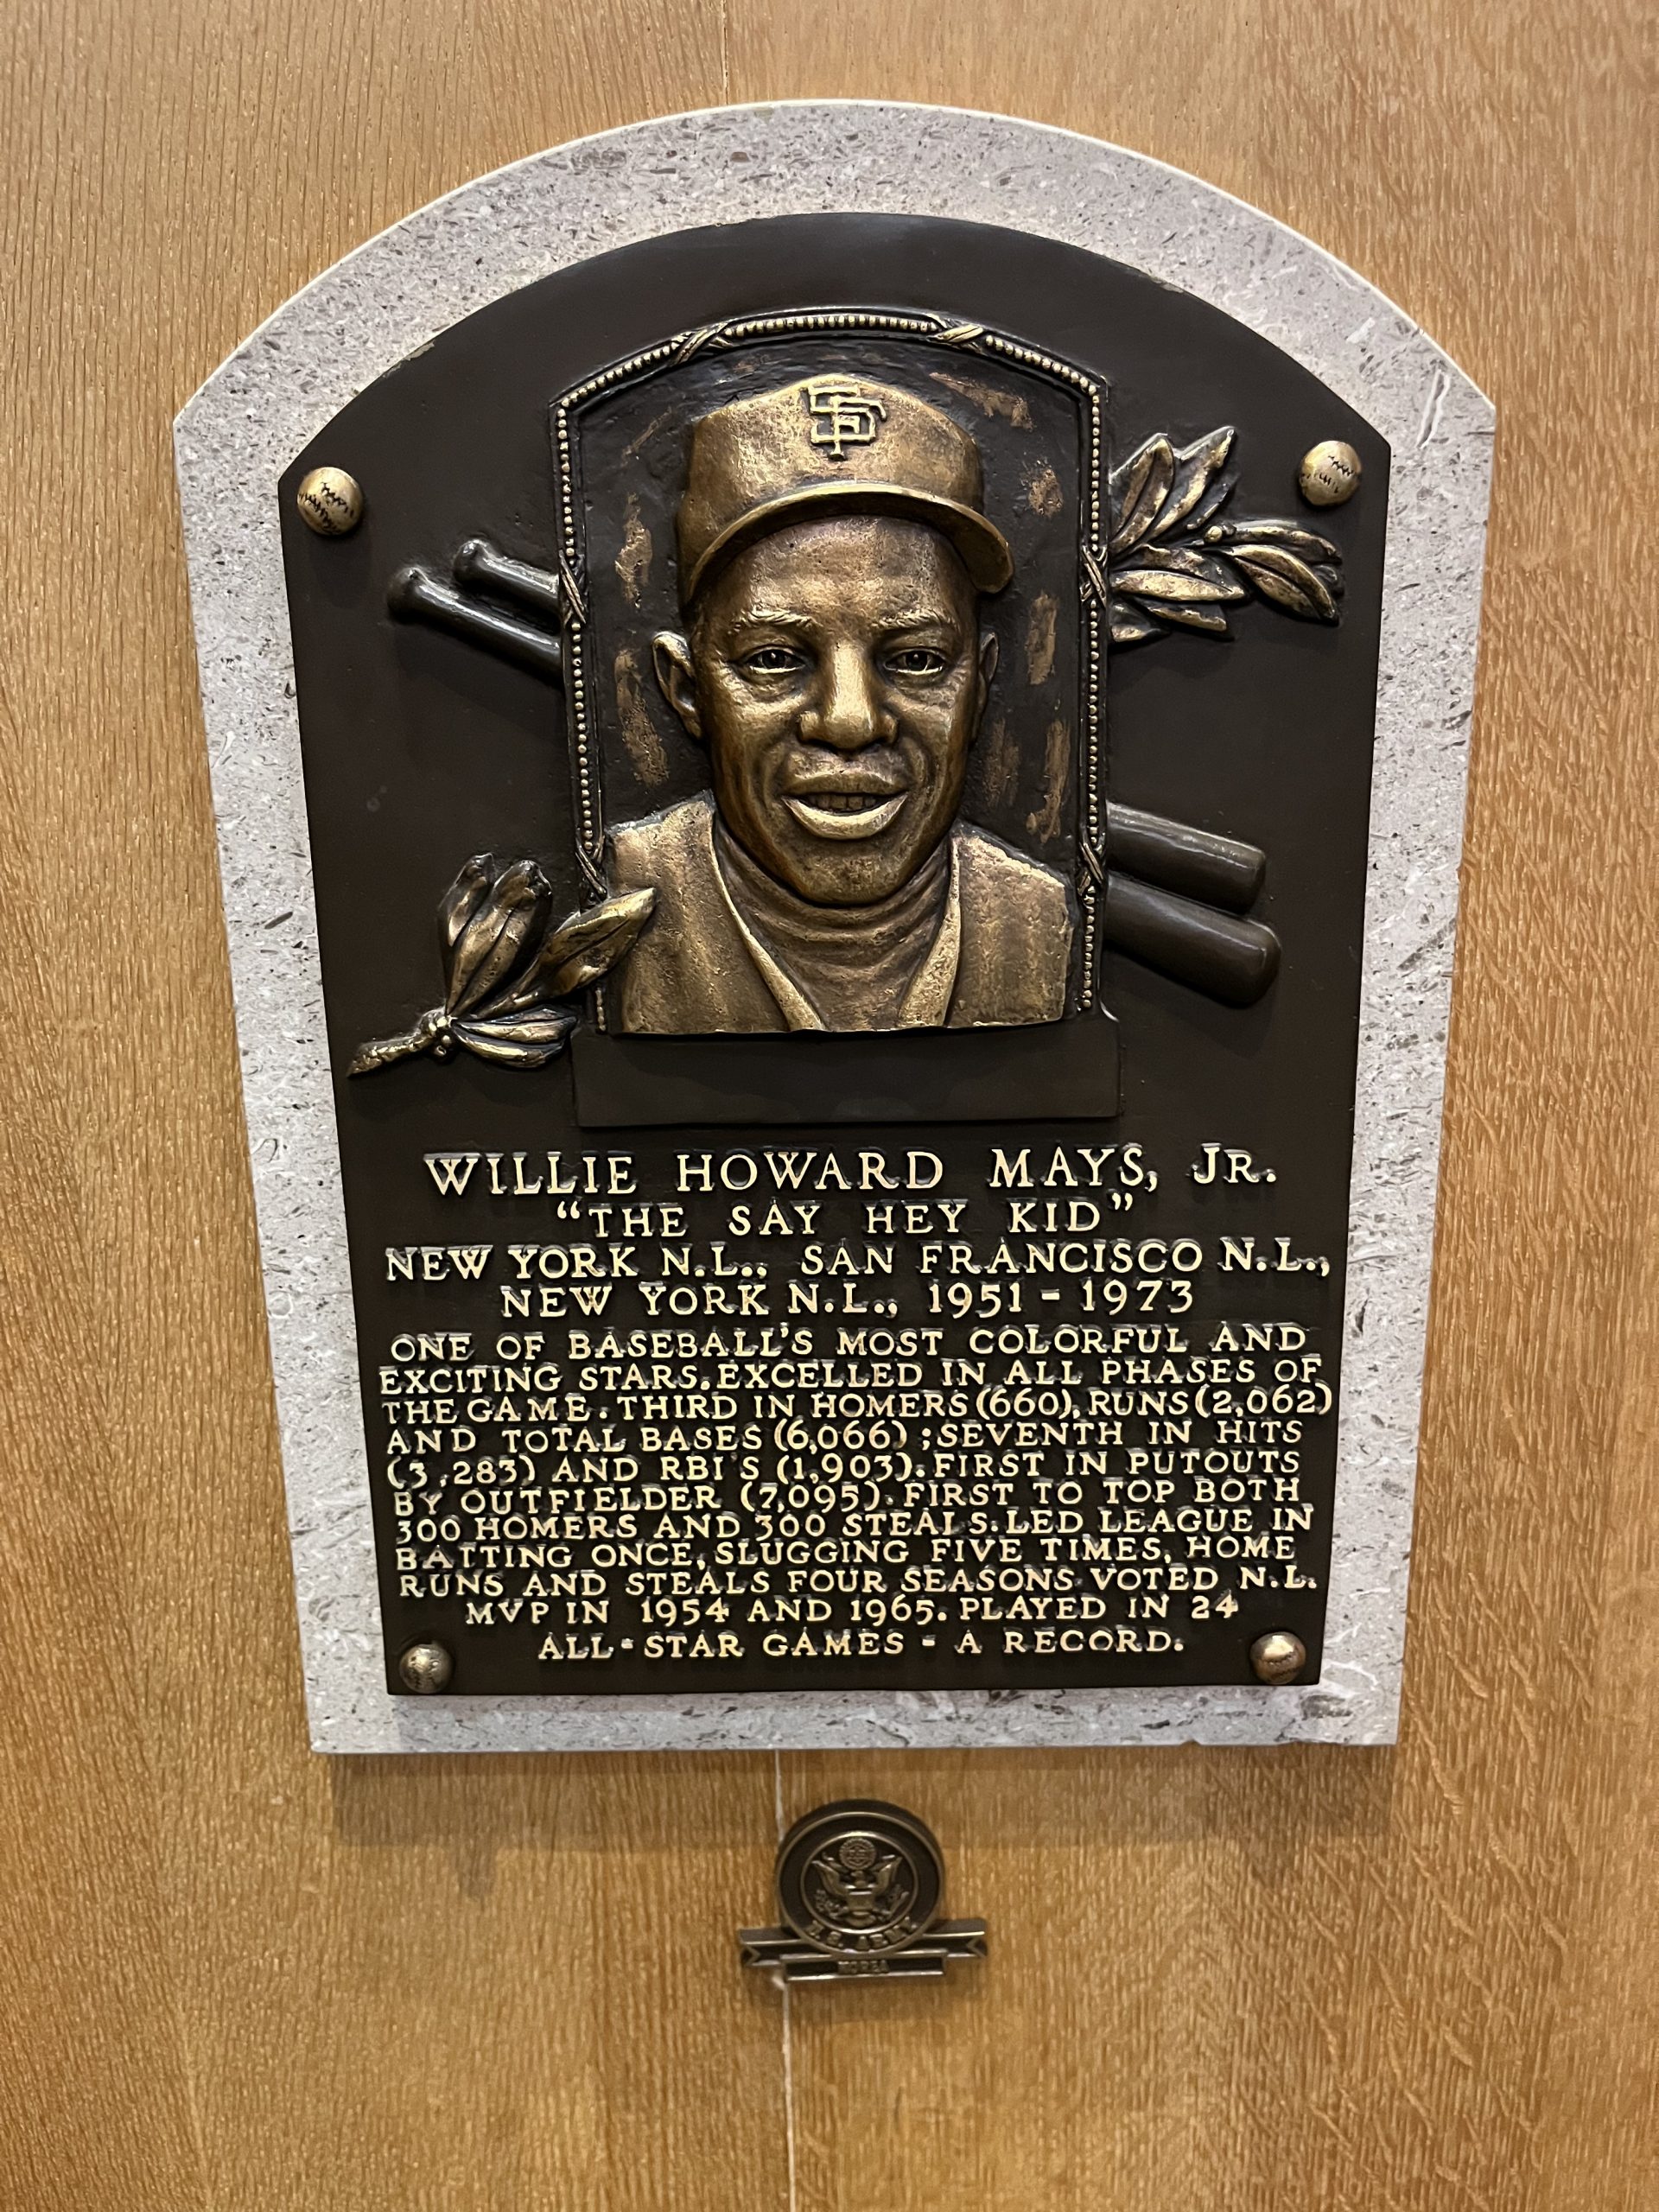 SF
WILLIE HOWARD MAYS, JR.
"THE SAY HEY KID"
NEW YORK N.L., SAN FRANCISCO N.L.,
NEW YORK N.L., 1951 - 1973
ONE OF BASEBALL'S MOST COLORFUL AND
EXCITING STARS. EXCELLED IN ALL PHASES OF
THE GAME. THIRD IN HOMERS (660), RUNS (2,062)
AND TOTAL BASES (6,066); SEVENTH IN HITS
(3,283) AND RBI'S (1,903). FIRST IN PUTOUTS
BY OUTFIELDER (7,095). FIRST TO TOP BOTH
300 HOMERS AND 300 STEALS. LED LEAGUE IN
BATTING ONCE, SLUGGING FIVE TIMES, HOME
RUNS AND STEALS FOUR SEASONS. VOTED N.L.
MVP IN 1954 AND 1965. PLAYED IN 24
ALL-STAR GAMES - A RECORD.
U.S. ARMY
KOREA